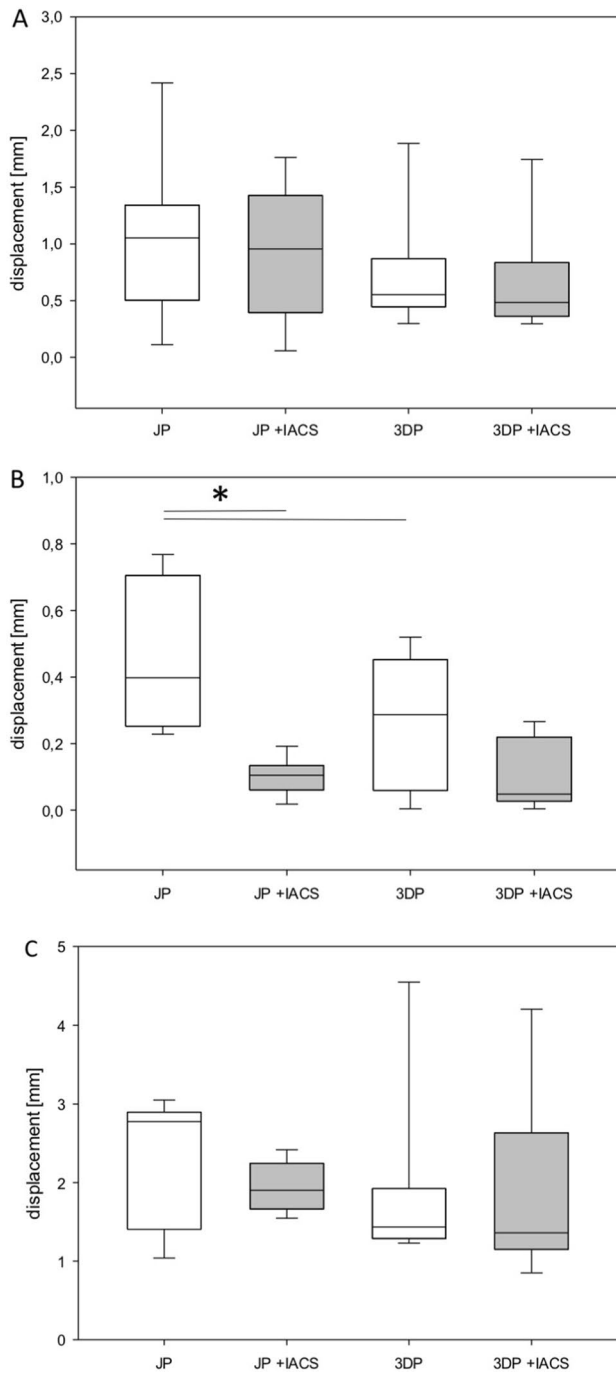 A
3,0
2,5
2,0
1,5
1,0
0,5
0,0
displacement [mm]
JP JP +IACS 3DP 3DP +IACS
B
1,0
0,8
0,6
0,4
0,2
0,0
displacement [mm]
*
JP JP +IACS 3DP 3DP +IACS
C
5
4
3
2
1
0
displacement [mm]
JP JP +IACS 3DP 3DP +IACS